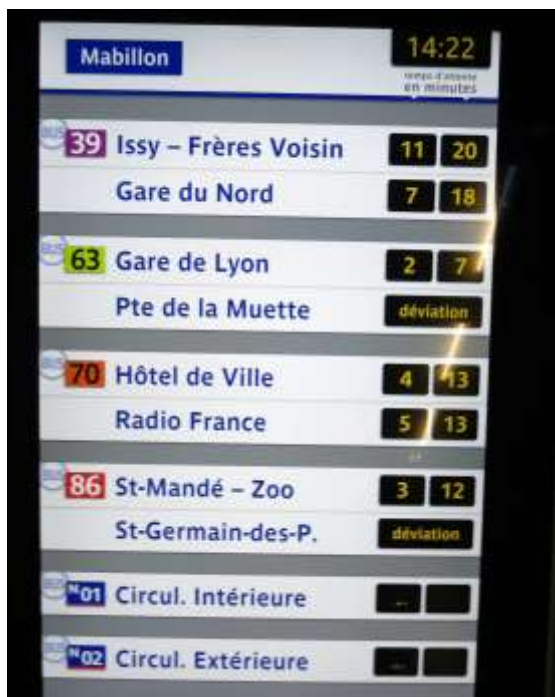 Mabillon 14:22
temps d'attente
en minutes
BUS 39 Issy – Frères Voisin 11 20
Gare du Nord 7 18
BUS 63 Gare de Lyon 2 7
Pte de la Muette déviation
BUS 70 Hôtel de Ville 4 13
Radio France 5 13
BUS 86 St-Mandé – Zoo 3 12
St-Germain-des-P. déviation
BUS N01 Circul. Intérieure
BUS N02 Circul. Extérieure